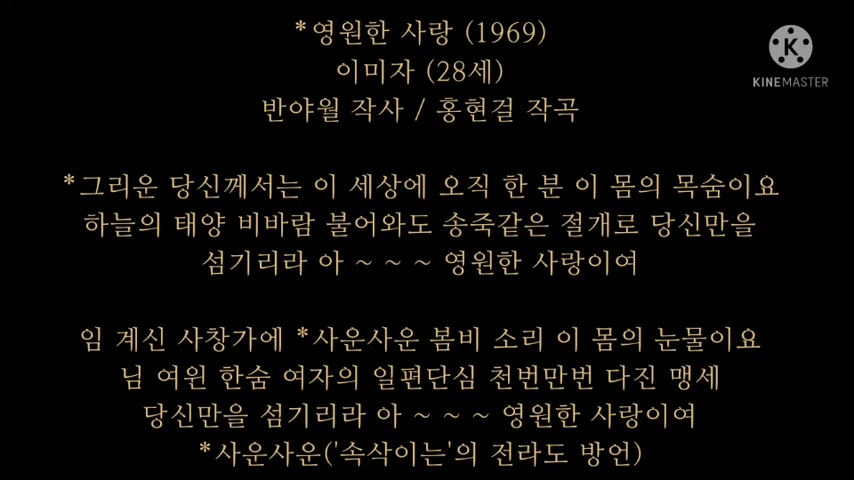 *영원한 사랑 (1969)
이미자 (28세)
반야월 작사 / 홍현걸 작곡
K
KINEMASTER
*그리운 당신께서는 이 세상에 오직 한 분 이 몸의 목숨이요
하늘의 태양 비바람 불어와도 송죽같은 절개로 당신만을
섬기리라 아 ~ ~ ~ 영원한 사랑이여
임 계신 사창가에 *사운사운 봄비 소리 이 몸의 눈물이요
님 여윈 한숨 여자의 일편단심 천번만번 다진 맹세
당신만을 섬기리라 아 ~ ~ ~ 영원한 사랑이여
*사운사운('속삭이는'의 전라도 방언)